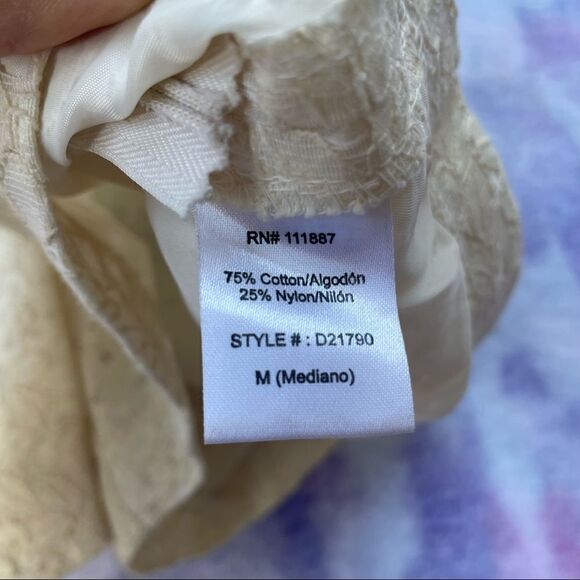 RN# 111887
75% Cotton/Algodón
25% Nylon/Nilón
STYLE # : D21790
M (Mediano)